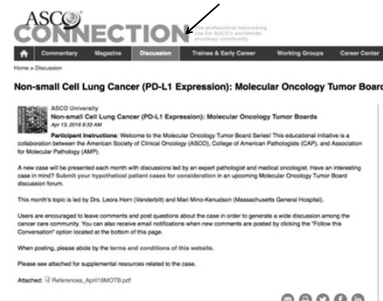 ASCO
CONNECTION
The professional networking
site for ASCO's worldwide
oncology community
Commentary Magazine Discussion Trainee & Early Career Working Groups Career Center
Home » Discussion
Non-small Cell Lung Cancer (PD-L1 Expression): Molecular Oncology Tumor Board
ASCO University
Non-small Cell Lung Cancer (PD-L1 Expression): Molecular Oncology Tumor Boards
Apr 13, 2016 8:33 AM
Participant Instructions: Welcome to the Molecular Oncology Tumor Board Series! This educational initiative is a
collaboration between the American Society of Clinical Oncology (ASCO), College of American Pathologists (CAP), and Association
for Molecular Pathology (AMP).
A new case will be presented each month with discussions led by an expert pathologist and medical oncologist. Have an interesting
case in mind? Submit your hypothetical patient cases for consideration in an upcoming Molecular Oncology Tumor Board
discussion forum.
This month's topic is led by Drs. Leora Horn (Vanderbilt) and Mari Mino-Kenudson (Massachusetts General Hospital).
Users are encouraged to leave comments and post questions about the case in order to generate a wide discussion among the
cancer care community. You can also receive email notifications when new comments are posted by clicking the "Follow this
Conversation" option located at the bottom of this page.
When posting, please abide by the terms and conditions of this website.
Please see attached for supplemental resources related to the case.
Attached: References_April16MOTB.pdf